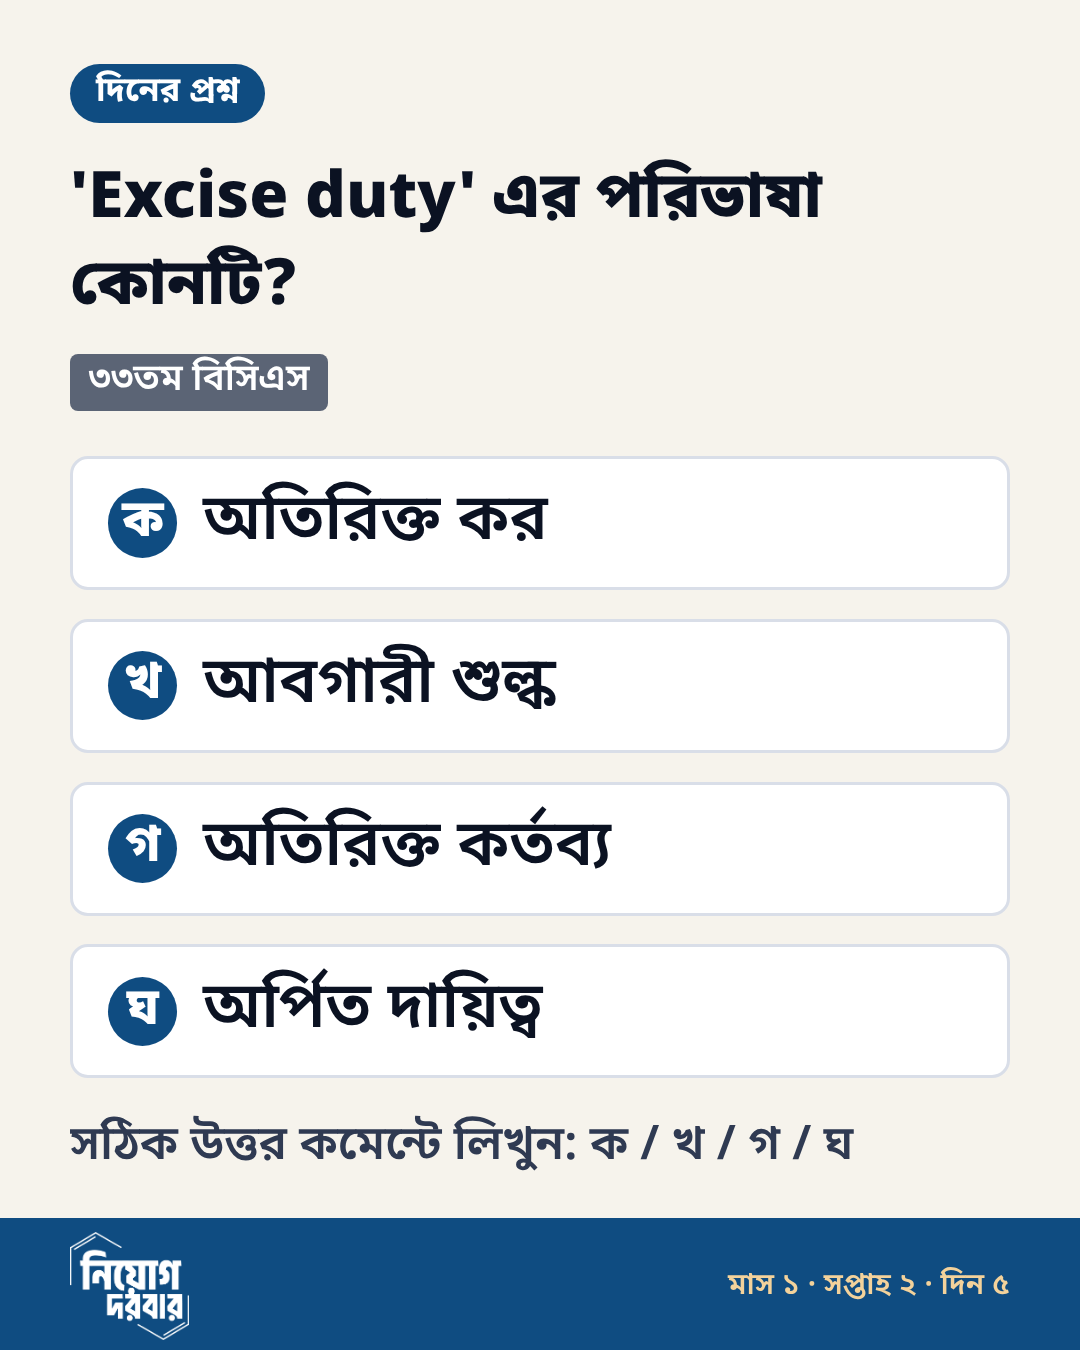 দিনের প্রশ্ন
'Excise duty' এর পরিভাষা
কোনটি?
৩৩তম বিসিএস
ক অতিরিক্ত কর
খ আবগারী শুল্ক
গ অতিরিক্ত কর্তব্য
ঘ অর্পিত দায়িত্ব
সঠিক উত্তর কমেন্টে লিখুন: ক / খ / গ / ঘ
নিয়োগ
দরবার
মাস ১ · সপ্তাহ ২ · দিন ৫